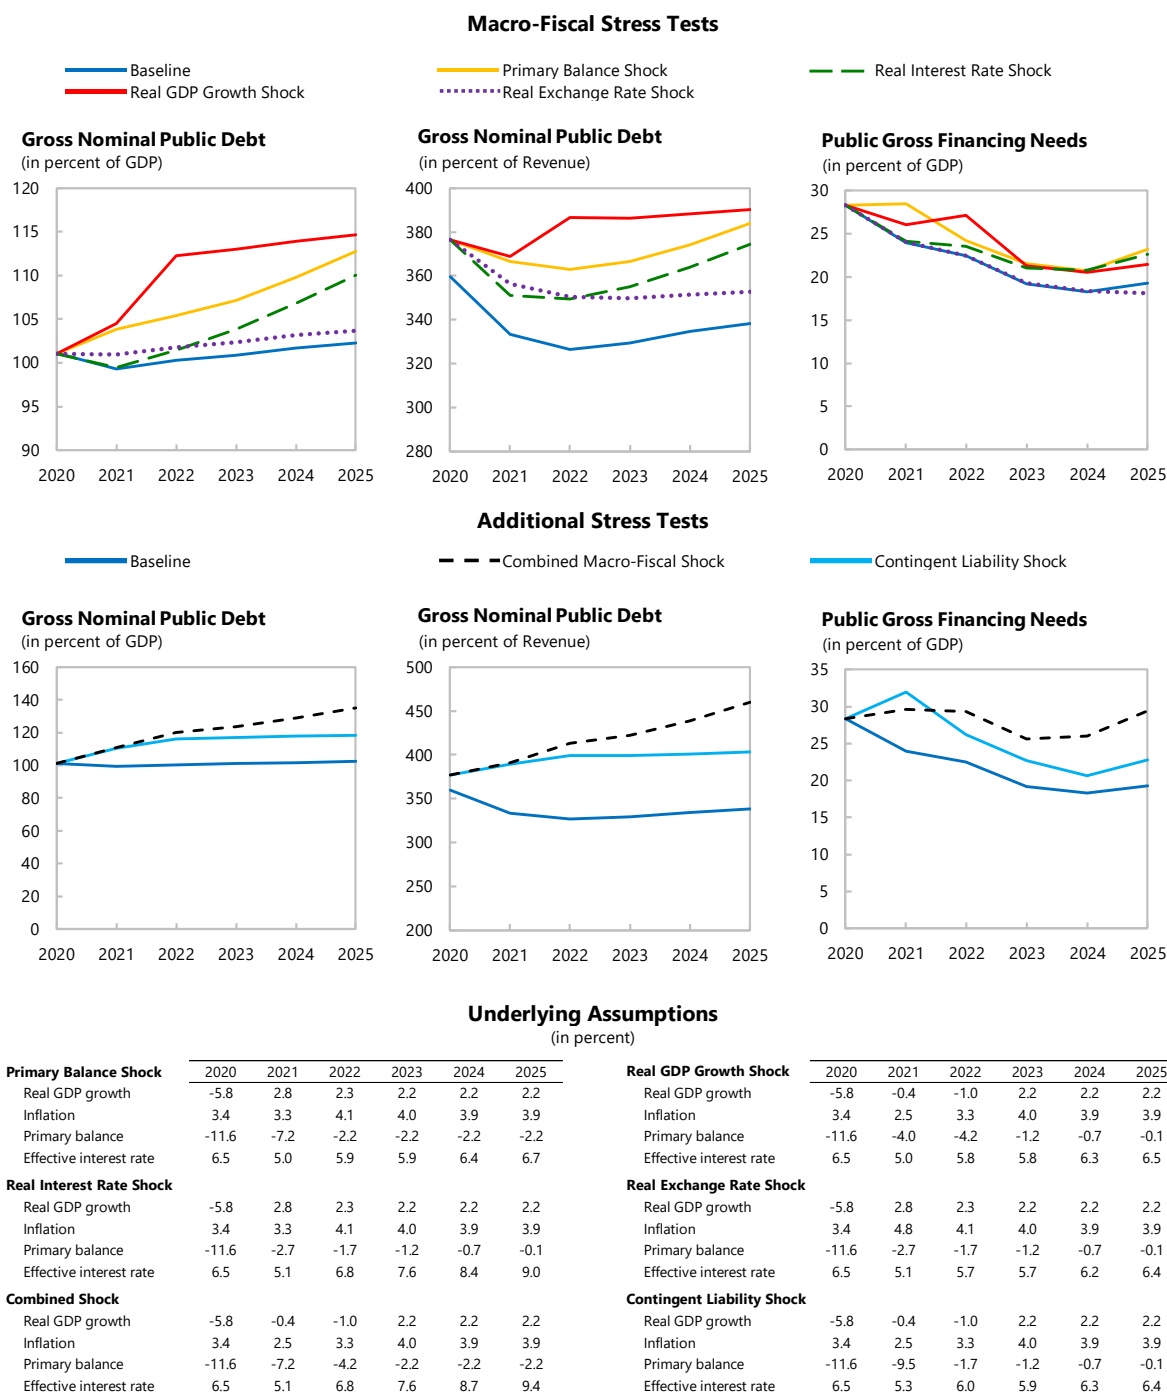 Macro-Fiscal Stress Tests
Baseline
Primary Balance Shock
Real Interest Rate Shock
Real GDP Growth Shock
Real Exchange Rate Shock
Gross Nominal Public Debt
(in percent of GDP)
120
115
110
105
100
95
90
2020 2021 2022 2023 2024 2025
Gross Nominal Public Debt
(in percent of Revenue)
400
380
360
340
320
300
280
2020 2021 2022 2023 2024 2025
Public Gross Financing Needs
(in percent of GDP)
30
25
20
15
10
5
0
2020 2021 2022 2023 2024 2025
Additional Stress Tests
Baseline
Combined Macro-Fiscal Shock
Contingent Liability Shock
Gross Nominal Public Debt
(in percent of GDP)
160
140
120
100
80
60
40
20
0
2020 2021 2022 2023 2024 2025
Gross Nominal Public Debt
(in percent of Revenue)
500
450
400
350
300
250
200
2020 2021 2022 2023 2024 2025
Public Gross Financing Needs
(in percent of GDP)
35
30
25
20
15
10
5
0
2020 2021 2022 2023 2024 2025
Underlying Assumptions
(in percent)
Primary Balance Shock 2020 2021 2022 2023 2024 2025
Real GDP growth -5.8 2.8 2.3 2.2 2.2 2.2
Inflation 3.4 3.3 4.1 4.0 3.9 3.9
Primary balance -11.6 -7.2 -2.2 -2.2 -2.2 -2.2
Effective interest rate 6.5 5.0 5.9 5.9 6.4 6.7
Real Interest Rate Shock
Real GDP growth -5.8 2.8 2.3 2.2 2.2 2.2
Inflation 3.4 3.3 4.1 4.0 3.9 3.9
Primary balance -11.6 -2.7 -1.7 -1.2 -0.7 -0.1
Effective interest rate 6.5 5.1 6.8 7.6 8.4 9.0
Combined Shock
Real GDP growth -5.8 -0.4 -1.0 2.2 2.2 2.2
Inflation 3.4 2.5 3.3 4.0 3.9 3.9
Primary balance -11.6 -7.2 -4.2 -2.2 -2.2 -2.2
Effective interest rate 6.5 5.1 6.8 7.6 8.7 9.4
Real GDP Growth Shock 2020 2021 2022 2023 2024 2025
Real GDP growth -5.8 -0.4 -1.0 2.2 2.2 2.2
Inflation 3.4 2.5 3.3 4.0 3.9 3.9
Primary balance -11.6 -4.0 -4.2 -1.2 -0.7 -0.1
Effective interest rate 6.5 5.0 5.8 5.8 6.3 6.5
Real Exchange Rate Shock
Real GDP growth -5.8 2.8 2.3 2.2 2.2 2.2
Inflation 3.4 4.8 4.1 4.0 3.9 3.9
Primary balance -11.6 -2.7 -1.7 -1.2 -0.7 -0.1
Effective interest rate 6.5 5.1 5.7 5.7 6.2 6.4
Contingent Liability Shock
Real GDP growth -5.8 -0.4 -1.0 2.2 2.2 2.2
Inflation 3.4 2.5 3.3 4.0 3.9 3.9
Primary balance -11.6 -9.5 -1.7 -1.2 -0.7 -0.1
Effective interest rate 6.5 5.3 6.0 5.9 6.3 6.4